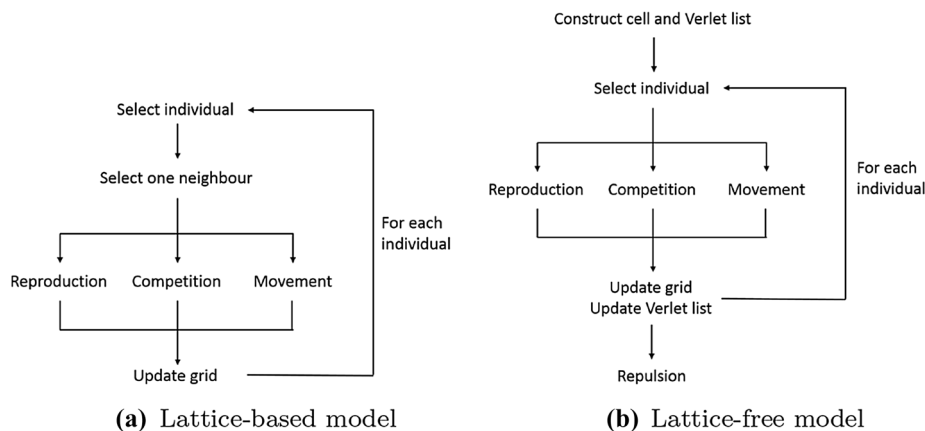 Select individual
Select one neighbour
For each
individual
Reproduction Competition Movement
Update grid
(a) Lattice-based model
Construct cell and Verlet list
Select individual
For each
individual
Reproduction Competition Movement
Update grid
Update Verlet list
Repulsion
(b) Lattice-free model